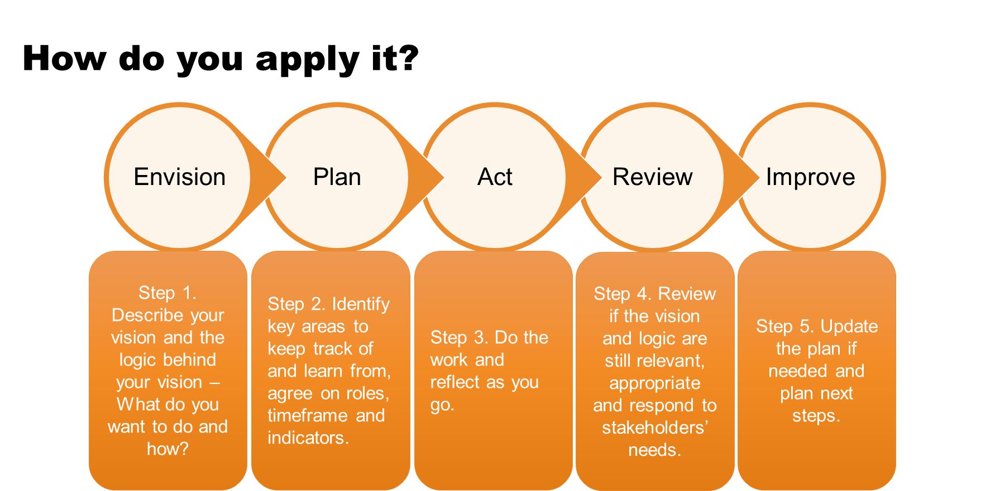 How do you apply it?
Envision
Plan
Act
Review
Improve
Step 1.
Describe your
vision and the
logic behind
your vision –
What do you
want to do and
how?
Step 2. Identify
key areas to
keep track of
and learn from,
agree on roles,
timeframe and
indicators.
Step 3. Do the
work and
reflect as you
go.
Step 4. Review
if the vision
and logic are
still relevant,
appropriate
and respond to
stakeholders’
needs.
Step 5. Update
the plan if
needed and
plan next
steps.